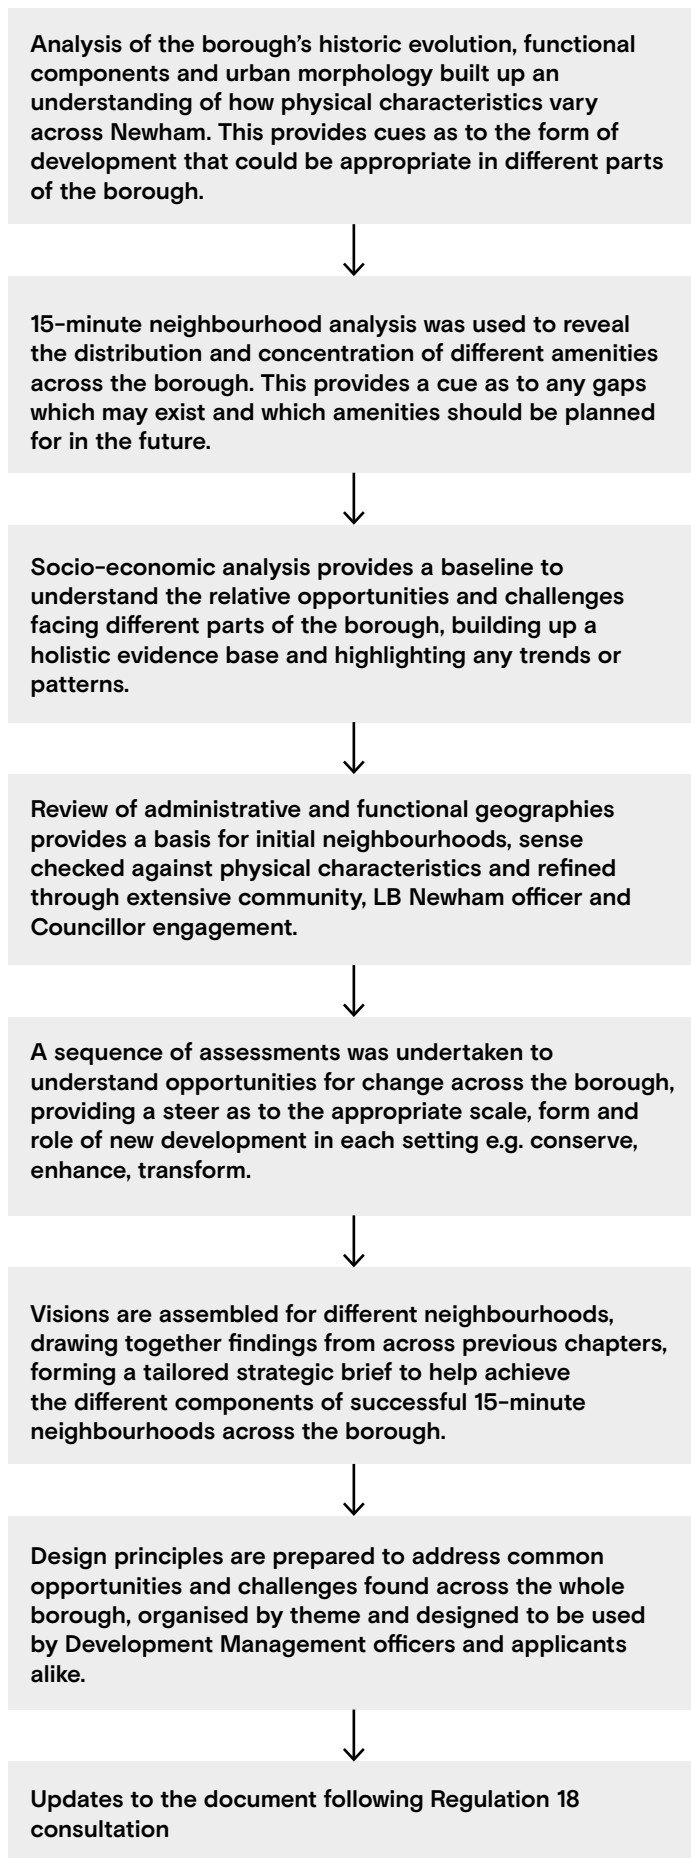 Analysis of the borough’s historic evolution, functional
components and urban morphology built up an
understanding of how physical characteristics vary
across Newham. This provides cues as to the form of
development that could be appropriate in different parts
of the borough.
15-minute neighbourhood analysis was used to reveal
the distribution and concentration of different amenities
across the borough. This provides a cue as to any gaps
which may exist and which amenities should be planned
for in the future.
Socio-economic analysis provides a baseline to
understand the relative opportunities and challenges
facing different parts of the borough, building up a
holistic evidence base and highlighting any trends or
patterns.
Review of administrative and functional geographies
provides a basis for initial neighbourhoods, sense
checked against physical characteristics and refined
through extensive community, LB Newham officer and
Councillor engagement.
A sequence of assessments was undertaken to
understand opportunities for change across the borough,
providing a steer as to the appropriate scale, form and
role of new development in each setting e.g. conserve,
enhance, transform.
Visions are assembled for different neighbourhoods,
drawing together findings from across previous chapters,
forming a tailored strategic brief to help achieve
the different components of successful 15-minute
neighbourhoods across the borough.
Design principles are prepared to address common
opportunities and challenges found across the whole
borough, organised by theme and designed to be used
by Development Management officers and applicants
alike.
Updates to the document following Regulation 18
consultation